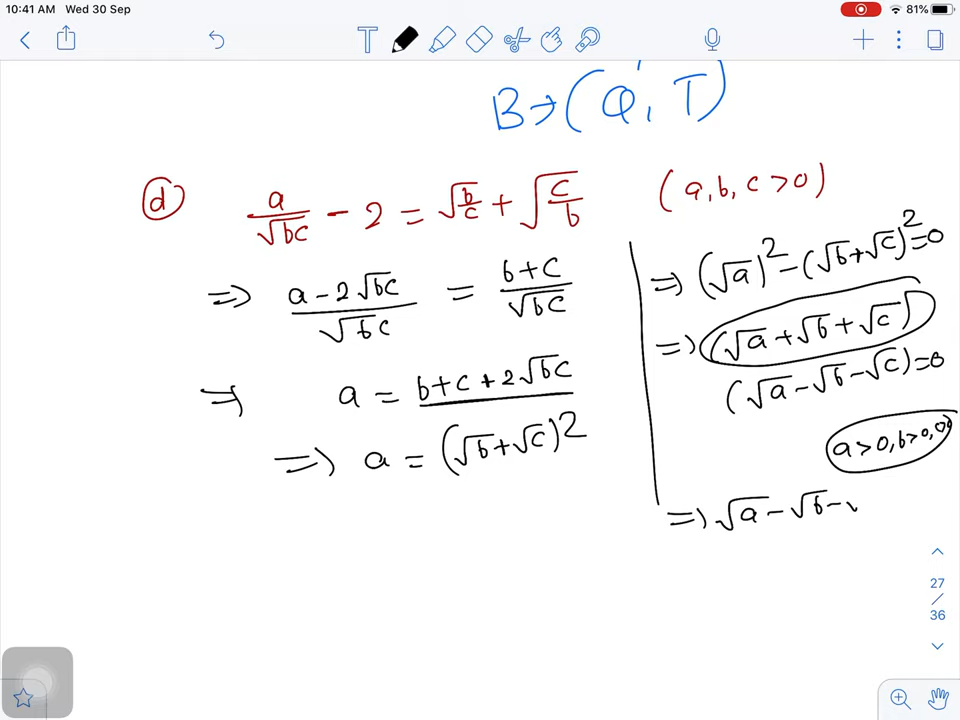 10:41 AM Wed 30 Sep
81%
T
B → (Q, T)
(d) a/√bc - 2 = √b/c + √c/b (a, b, c > 0)
⇒ a - 2√bc / √bc = b + c / √bc
⇒ a = b + c + 2√bc
⇒ a = (√b + √c)²
⇒ (√a)² - (√b + √c)² = 0
⇒ (√a + √b + √c)
(√a - √b - √c) = 0
a > 0, b > 0,
⇒ √a - √b -
27
/
36